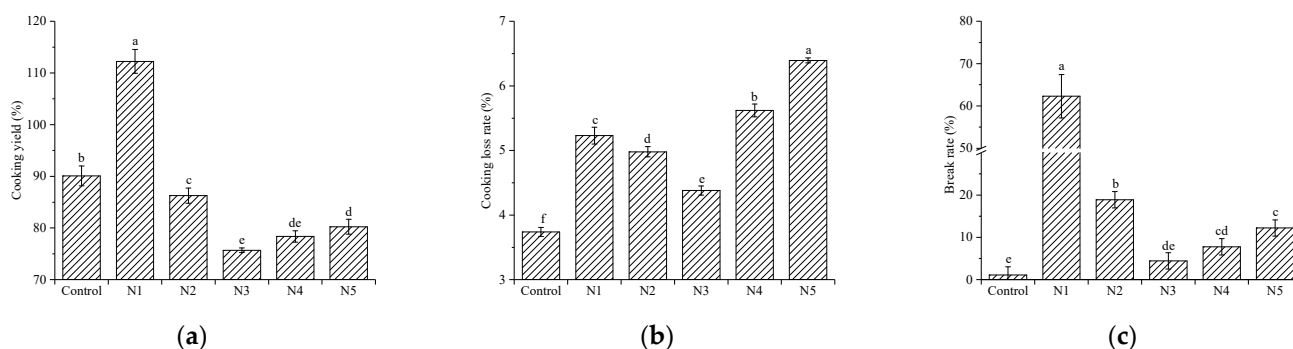 120
110
100
90
80
70
Cooking yield (%)
b
a
c
e
de
d
Control N1 N2 N3 N4 N5
(a)
7
6
5
4
3
Cooking loss rate (%)
f
c
d
e
b
a
Control N1 N2 N3 N4 N5
(b)
80
70
60
50
20
10
0
Break rate (%)
e
a
b
de
cd
c
Control N1 N2 N3 N4 N5
(c)